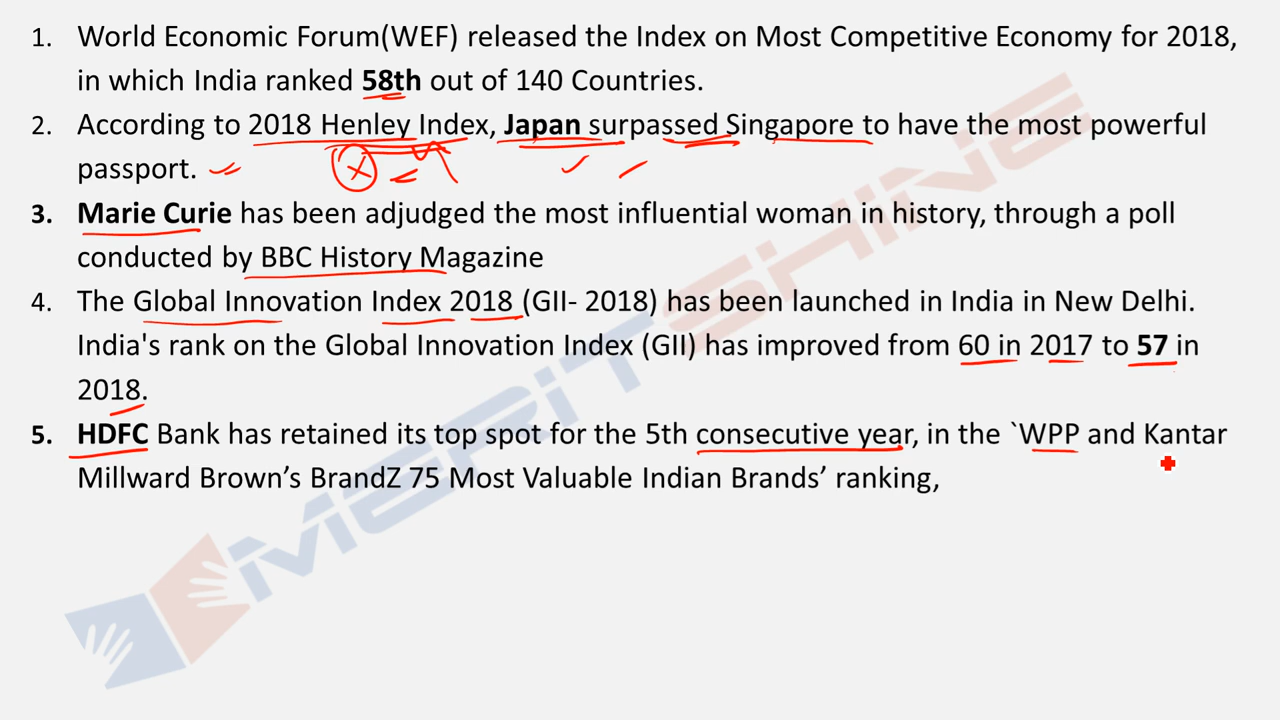 1. World Economic Forum(WEF) released the Index on Most Competitive Economy for 2018,
in which India ranked 58th out of 140 Countries.
2. According to 2018 Henley Index, Japan surpassed Singapore to have the most powerful
passport.
3. Marie Curie has been adjudged the most influential woman in history, through a poll
conducted by BBC History Magazine
4. The Global Innovation Index 2018 (GII- 2018) has been launched in India in New Delhi.
India's rank on the Global Innovation Index (GII) has improved from 60 in 2017 to 57 in
2018.
5. HDFC Bank has retained its top spot for the 5th consecutive year, in the `WPP and Kantar
Millward Brown’s BrandZ 75 Most Valuable Indian Brands’ ranking,
MERiTSHiNE